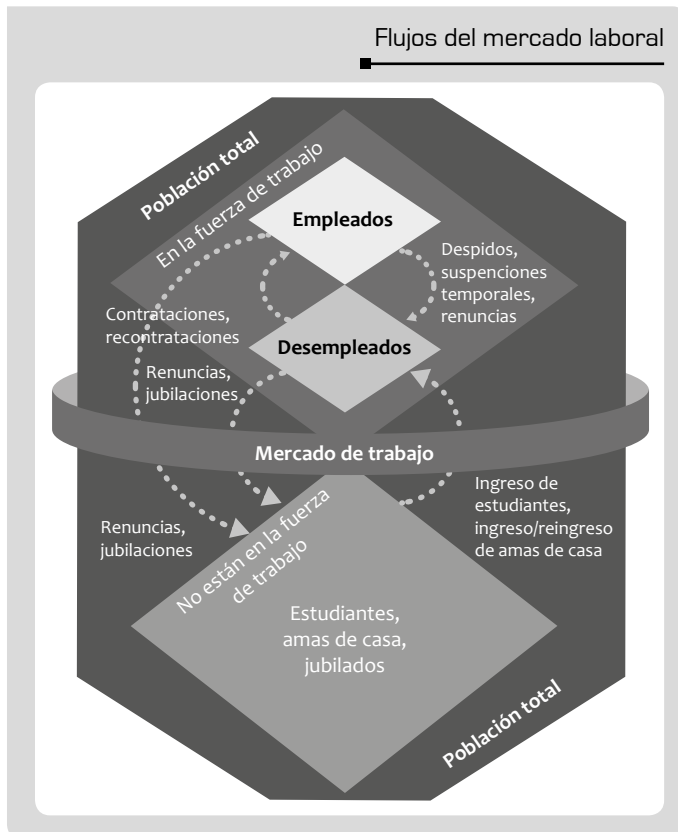 Flujos del mercado laboral
Población total
En la fuerza de trabajo
Empleados
Despidos,
suspenciones
temporales,
renuncias
Contrataciones,
recontrataciones
Desempleados
Renuncias,
jubilaciones
Mercado de trabajo
Ingreso de
estudiantes,
ingreso/reingreso
de amas de casa
Renuncias,
jubilaciones
No están en la fuerza
de trabajo
Estudiantes,
amas de casa,
jubilados
Población total